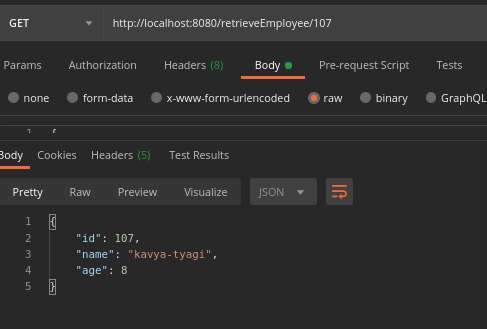 GET http://localhost:8080/retrieveEmployee/107
Params Authorization Headers (8) Body Pre-request Script Tests
none form-data x-www-form-urlencoded raw binary GraphQL
1 {
Body Cookies Headers (5) Test Results
Pretty Raw Preview Visualize JSON
1 {
2 "id": 107,
3 "name": "kavya-tyagi",
4 "age": 8
5 }